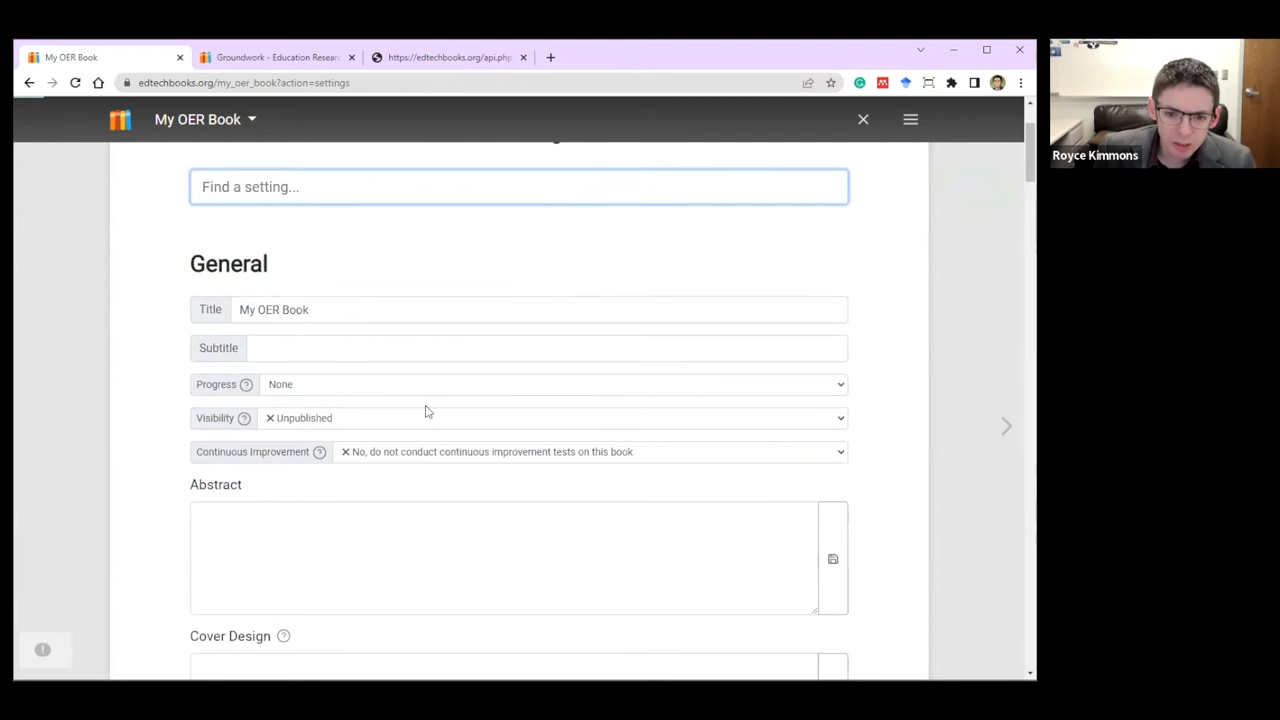 My OER Book
Groundwork - Education Resear
https://edtechbooks.org/api.php
edtechbooks.org/my_oer_book?action=settings
My OER Book
Royce Kimmons
Find a setting...
General
Title My OER Book
Subtitle
Progress ? None
Visibility ? ✕ Unpublished
Continuous Improvement ? ✕ No, do not conduct continuous improvement tests on this book
Abstract
Cover Design ?